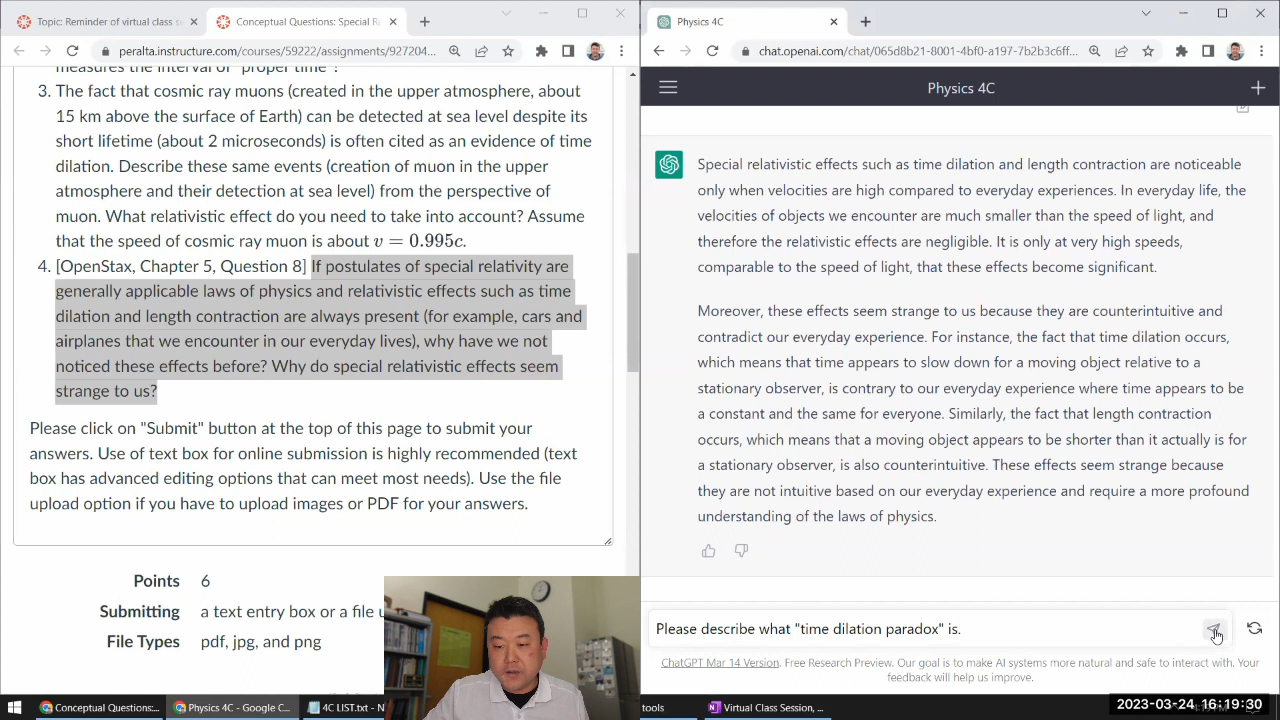 Topic: Reminder of virtual class s
Conceptual Questions: Special R
Physics 4C
peralta.instructure.com/courses/59222/assignments/927204...
chat.openai.com/chat/065d8b21-8001-4bf0-a197-7b2b3c6ff...
measures the interval of "proper time"?
3. The fact that cosmic ray muons (created in the upper atmosphere, about
15 km above the surface of Earth) can be detected at sea level despite its
short lifetime (about 2 microseconds) is often cited as an evidence of time
dilation. Describe these same events (creation of muon in the upper
atmosphere and their detection at sea level) from the perspective of
muon. What relativistic effect do you need to take into account? Assume
that the speed of cosmic ray muon is about v = 0.995c.
4. [OpenStax, Chapter 5, Question 8] If postulates of special relativity are
generally applicable laws of physics and relativistic effects such as time
dilation and length contraction are always present (for example, cars and
airplanes that we encounter in our everyday lives), why have we not
noticed these effects before? Why do special relativistic effects seem
strange to us?
Please click on "Submit" button at the top of this page to submit your
answers. Use of text box for online submission is highly recommended (text
box has advanced editing options that can meet most needs). Use the file
upload option if you have to upload images or PDF for your answers.
Points 6
Submitting a text entry box or a file u
File Types pdf, jpg, and png
Physics 4C
Special relativistic effects such as time dilation and length contraction are noticeable
only when velocities are high compared to everyday experiences. In everyday life, the
velocities of objects we encounter are much smaller than the speed of light, and
therefore the relativistic effects are negligible. It is only at very high speeds,
comparable to the speed of light, that these effects become significant.
Moreover, these effects seem strange to us because they are counterintuitive and
contradict our everyday experience. For instance, the fact that time dilation occurs,
which means that time appears to slow down for a moving object relative to a
stationary observer, is contrary to our everyday experience where time appears to be
a constant and the same for everyone. Similarly, the fact that length contraction
occurs, which means that a moving object appears to be shorter than it actually is for
a stationary observer, is also counterintuitive. These effects seem strange because
they are not intuitive based on our everyday experience and require a more profound
understanding of the laws of physics.
Please describe what "time dilation paradox" is.
ChatGPT Mar 14 Version. Free Research Preview. Our goal is to make AI systems more natural and safe to interact with. Your
feedback will help us improve.
Conceptual Questions:...
Physics 4C - Google C...
4C LIST.txt - N
tools
Virtual Class Session, ...
2023-03-24 16:19:30